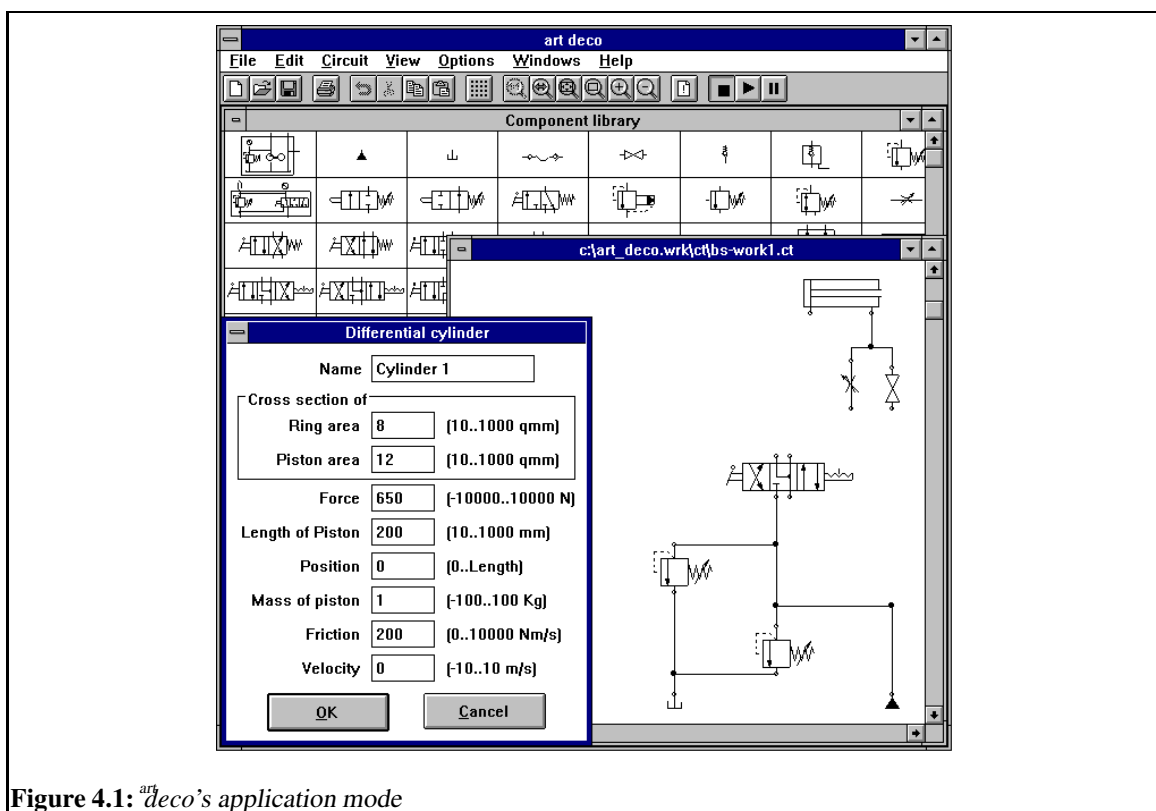 art deco
File Edit Circuit View Options Windows Help
Component library
c:\art_deco.wrk\ct\bs-work1.ct
Differential cylinder
Name Cylinder 1
Cross section of
Ring area 8 (10..1000 qmm)
Piston area 12 (10..1000 qmm)
Force 650 (-10000..10000 N)
Length of Piston 200 (10..1000 mm)
Position 0 (0..Length)
Mass of piston 1 (-100..100 Kg)
Friction 200 (0..10000 Nm/s)
Velocity 0 (-10..10 m/s)
OK Cancel
Figure 4.1: art deco's application mode